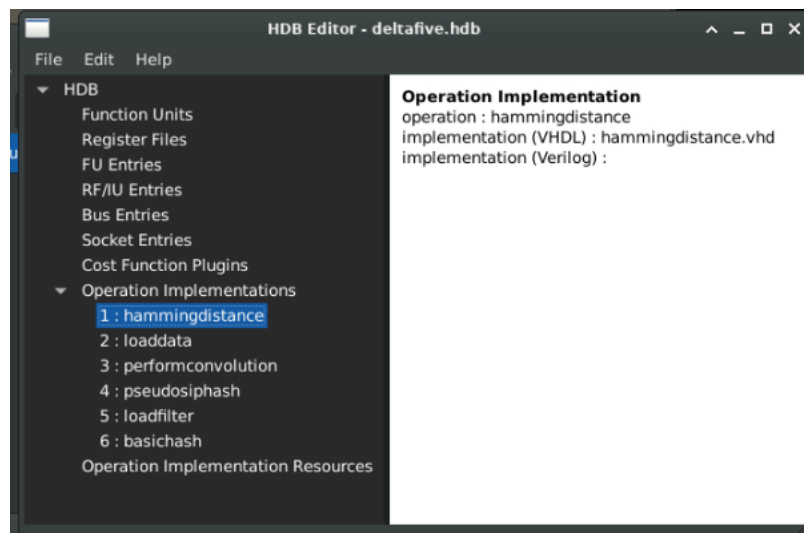 HDB Editor - deltafive.hdb
File Edit Help
HDB
Function Units
Register Files
FU Entries
RF/IU Entries
Bus Entries
Socket Entries
Cost Function Plugins
Operation Implementations
1 : hammingdistance
2 : loaddata
3 : performconvolution
4 : pseudosiphash
5 : loadfilter
6 : basichash
Operation Implementation Resources
Operation Implementation
operation : hammingdistance
implementation (VHDL) : hammingdistance.vhd
implementation (Verilog) :